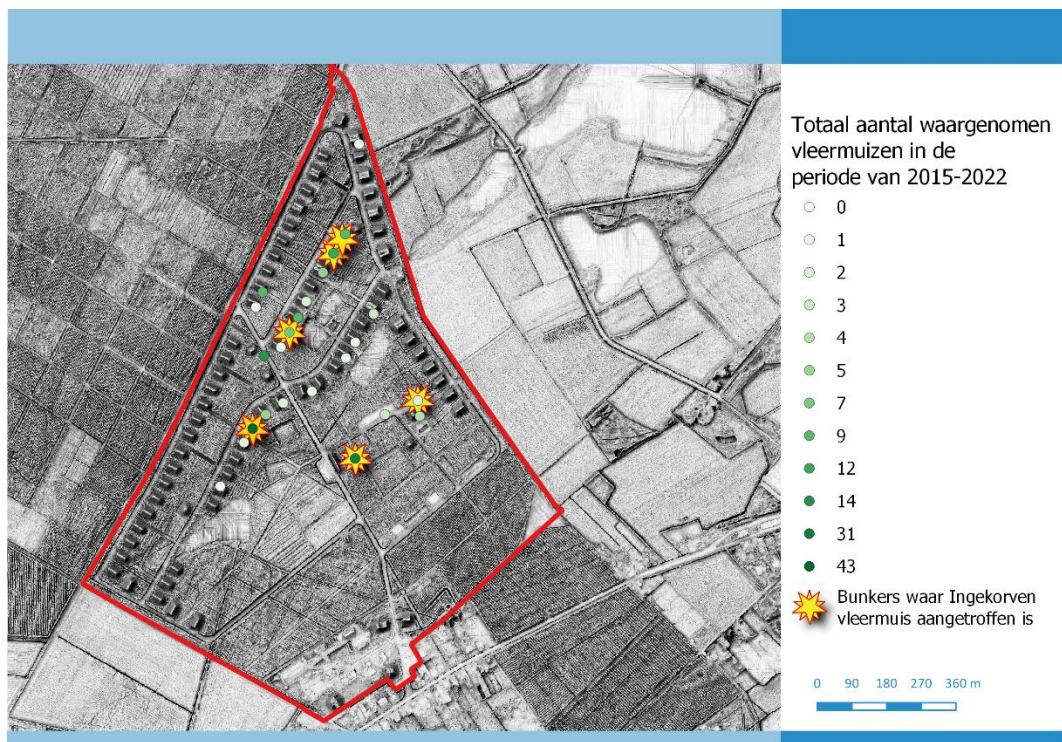 Totaal aantal waargenomen
vleermuizen in de
periode van 2015-2022
0
1
2
3
4
5
7
9
12
14
31
43
Bunkers waar Ingekorven
vleermuis aangetroffen is
0 90 180 270 360 m